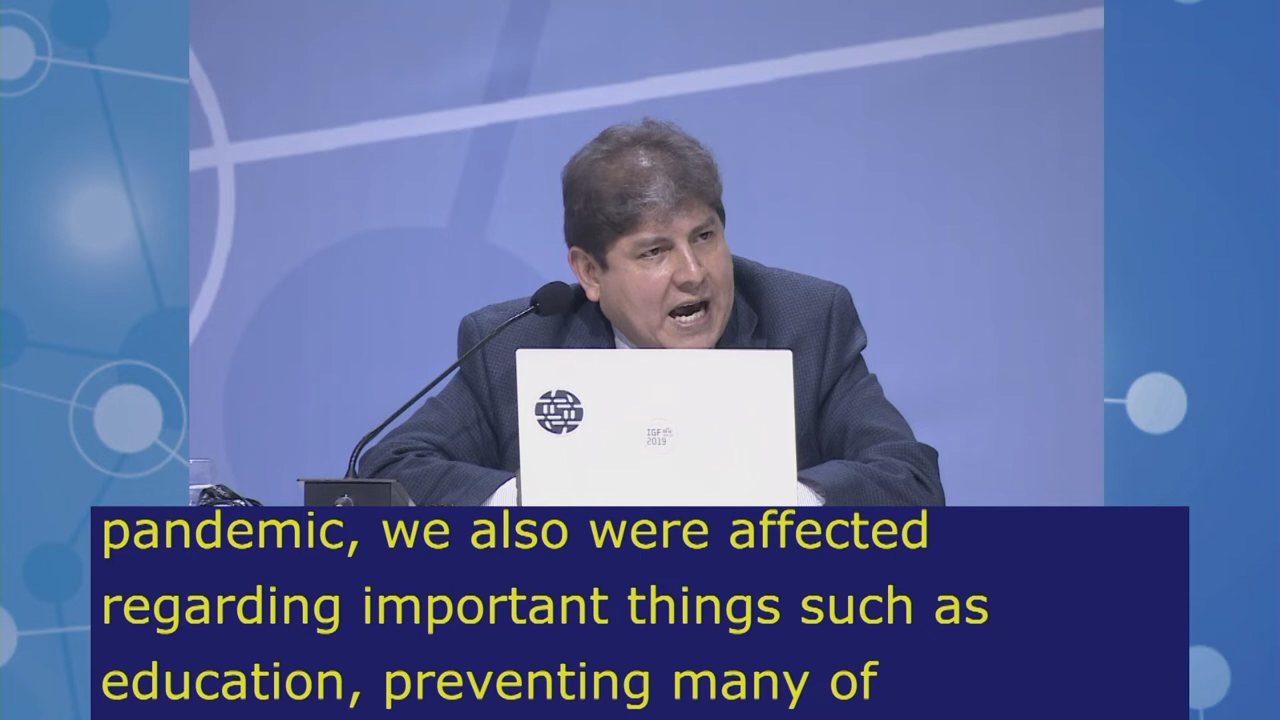 IGF
2019
pandemic, we also were affected
regarding important things such as
education, preventing many of